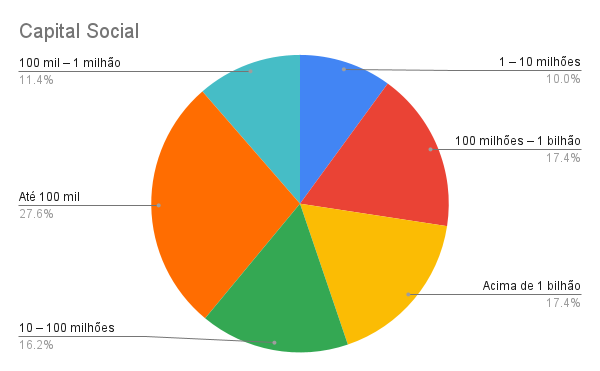 Capital Social
100 mil – 1 milhão
11.4%
1 – 10 milhões
10.0%
100 milhões – 1 bilhão
17.4%
Até 100 mil
27.6%
Acima de 1 bilhão
17.4%
10 – 100 milhões
16.2%